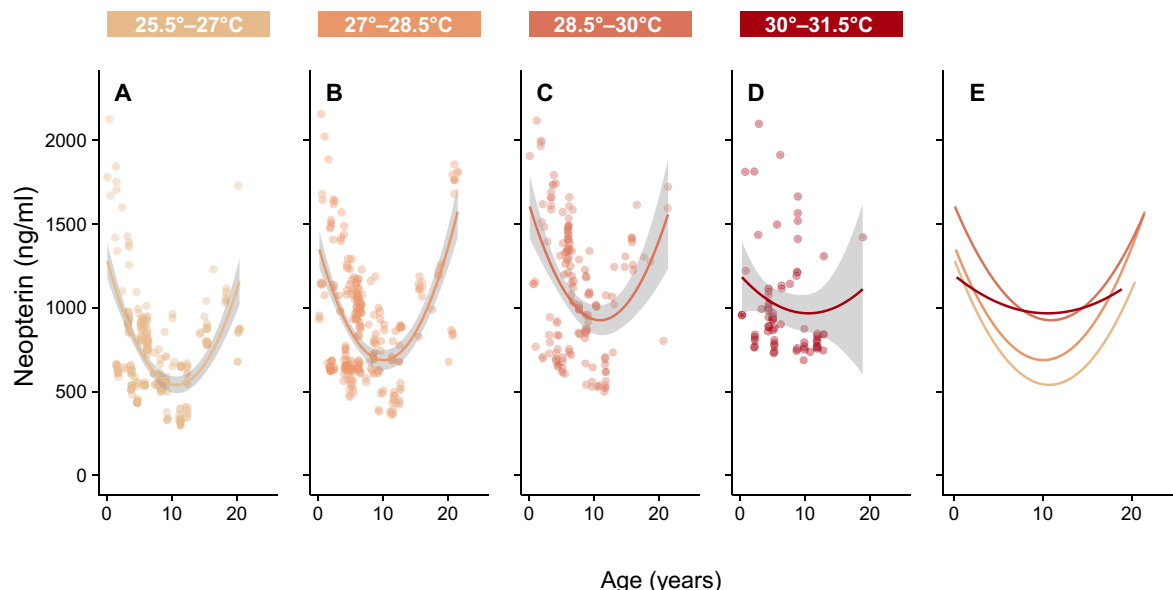 25.5°–27°C 27°–28.5°C 28.5°–30°C 30°–31.5°C
A B C D E
Neopterin (ng/ml)
2000
1500
1000
500
0
0 10 20 0 10 20 0 10 20 0 10 20 0 10 20
Age (years)